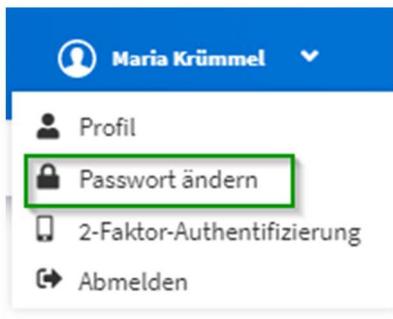 Maria Krümmel
Profil
Passwort ändern
2-Faktor-Authentifizierung
Abmelden